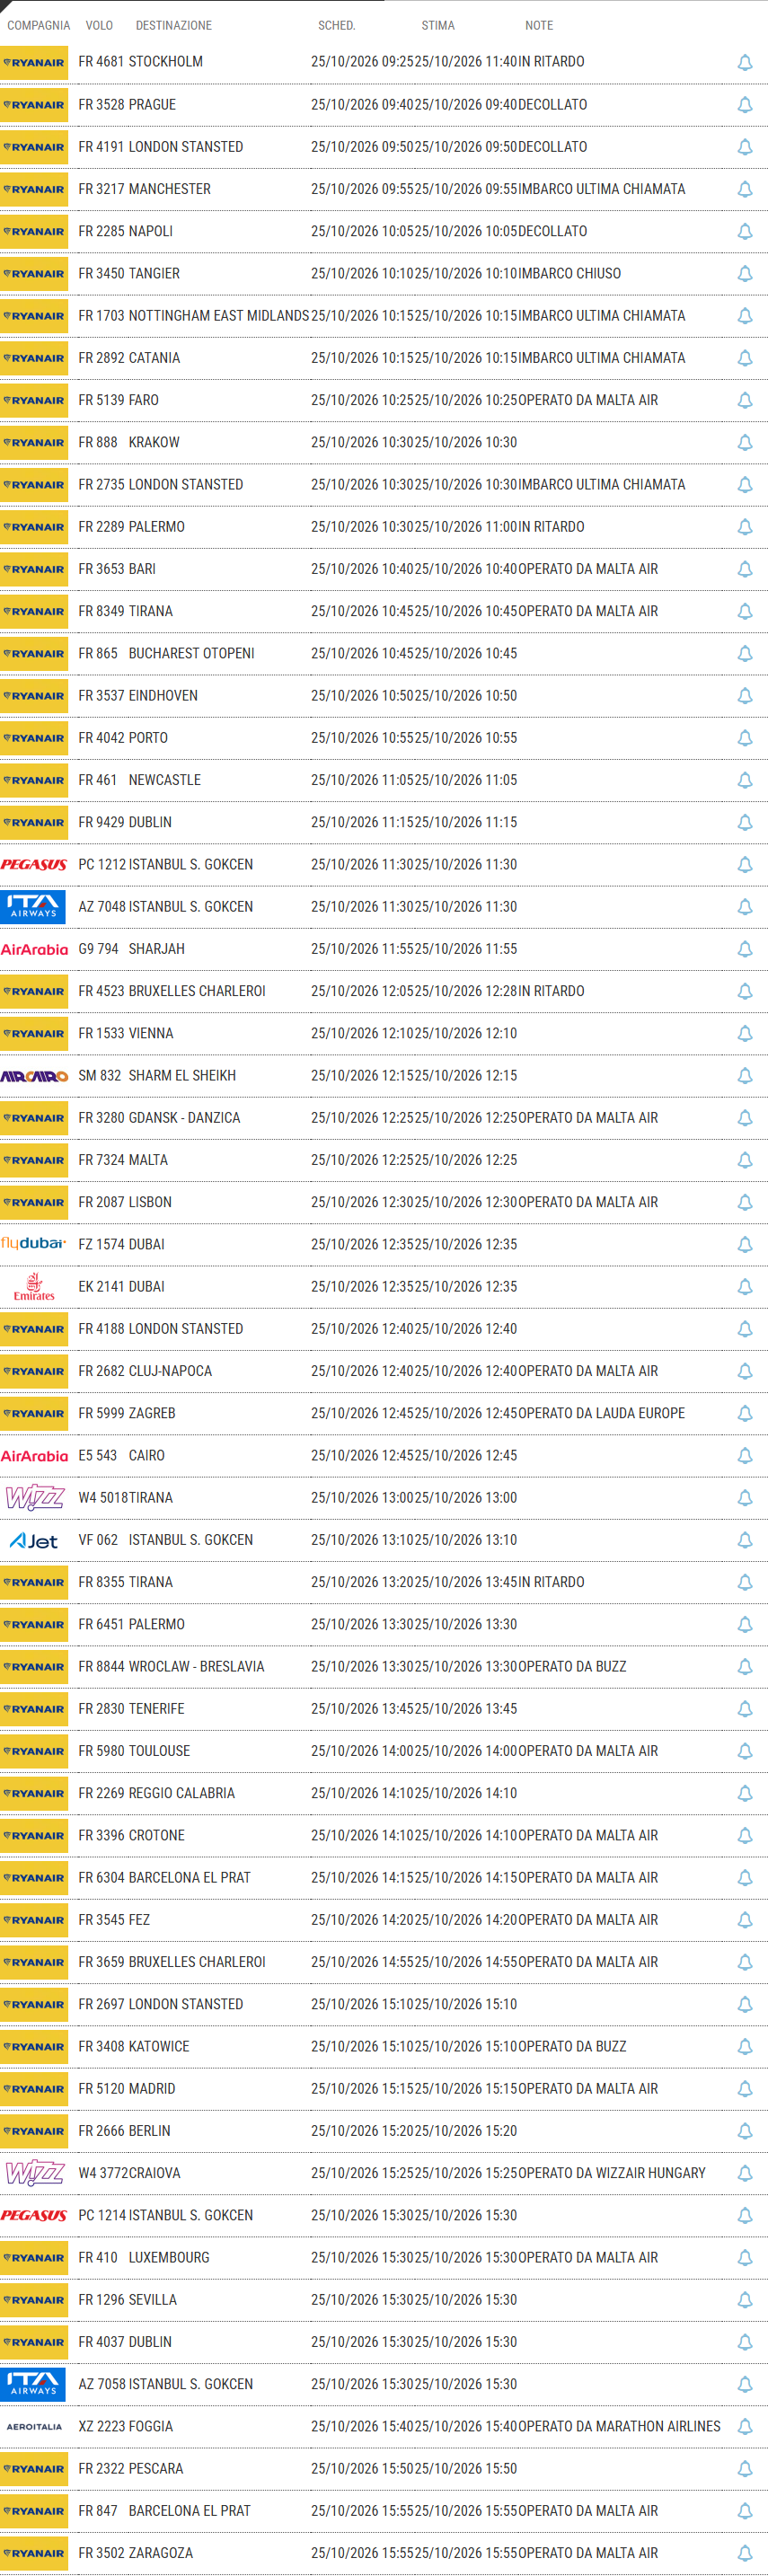 COMPAGNIA VOLO DESTINAZIONE SCHED. STIMA NOTE
RYANAIR FR 4681 STOCKHOLM 25/10/2026 09:25 25/10/2026 11:40 IN RITARDO
RYANAIR FR 3528 PRAGUE 25/10/2026 09:40 25/10/2026 09:40 DECOLLATO
RYANAIR FR 4191 LONDON STANSTED 25/10/2026 09:50 25/10/2026 09:50 DECOLLATO
RYANAIR FR 3217 MANCHESTER 25/10/2026 09:55 25/10/2026 09:55 IMBARCO ULTIMA CHIAMATA
RYANAIR FR 2285 NAPOLI 25/10/2026 10:05 25/10/2026 10:05 DECOLLATO
RYANAIR FR 3450 TANGIER 25/10/2026 10:10 25/10/2026 10:10 IMBARCO CHIUSO
RYANAIR FR 1703 NOTTINGHAM EAST MIDLANDS 25/10/2026 10:15 25/10/2026 10:15 IMBARCO ULTIMA CHIAMATA
RYANAIR FR 2892 CATANIA 25/10/2026 10:15 25/10/2026 10:15 IMBARCO ULTIMA CHIAMATA
RYANAIR FR 5139 FARO 25/10/2026 10:25 25/10/2026 10:25 OPERATO DA MALTA AIR
RYANAIR FR 888 KRAKOW 25/10/2026 10:30 25/10/2026 10:30
RYANAIR FR 2735 LONDON STANSTED 25/10/2026 10:30 25/10/2026 10:30 IMBARCO ULTIMA CHIAMATA
RYANAIR FR 2289 PALERMO 25/10/2026 10:30 25/10/2026 11:00 IN RITARDO
RYANAIR FR 3653 BARI 25/10/2026 10:40 25/10/2026 10:40 OPERATO DA MALTA AIR
RYANAIR FR 8349 TIRANA 25/10/2026 10:45 25/10/2026 10:45 OPERATO DA MALTA AIR
RYANAIR FR 865 BUCHAREST OTOPENI 25/10/2026 10:45 25/10/2026 10:45
RYANAIR FR 3537 EINDHOVEN 25/10/2026 10:50 25/10/2026 10:50
RYANAIR FR 4042 PORTO 25/10/2026 10:55 25/10/2026 10:55
RYANAIR FR 461 NEWCASTLE 25/10/2026 11:05 25/10/2026 11:05
RYANAIR FR 9429 DUBLIN 25/10/2026 11:15 25/10/2026 11:15
PEGASUS PC 1212 ISTANBUL S. GOKCEN 25/10/2026 11:30 25/10/2026 11:30
ITA AIRWAYS AZ 7048 ISTANBUL S. GOKCEN 25/10/2026 11:30 25/10/2026 11:30
AirArabia G9 794 SHARJAH 25/10/2026 11:55 25/10/2026 11:55
RYANAIR FR 4523 BRUXELLES CHARLEROI 25/10/2026 12:05 25/10/2026 12:28 IN RITARDO
RYANAIR FR 1533 VIENNA 25/10/2026 12:10 25/10/2026 12:10
AIRCAIRO SM 832 SHARM EL SHEIKH 25/10/2026 12:15 25/10/2026 12:15
RYANAIR FR 3280 GDANSK - DANZICA 25/10/2026 12:25 25/10/2026 12:25 OPERATO DA MALTA AIR
RYANAIR FR 7324 MALTA 25/10/2026 12:25 25/10/2026 12:25
RYANAIR FR 2087 LISBON 25/10/2026 12:30 25/10/2026 12:30 OPERATO DA MALTA AIR
flydubai FZ 1574 DUBAI 25/10/2026 12:35 25/10/2026 12:35
Emirates EK 2141 DUBAI 25/10/2026 12:35 25/10/2026 12:35
RYANAIR FR 4188 LONDON STANSTED 25/10/2026 12:40 25/10/2026 12:40
RYANAIR FR 2682 CLUJ-NAPOCA 25/10/2026 12:40 25/10/2026 12:40 OPERATO DA MALTA AIR
RYANAIR FR 5999 ZAGREB 25/10/2026 12:45 25/10/2026 12:45 OPERATO DA LAUDA EUROPE
AirArabia E5 543 CAIRO 25/10/2026 12:45 25/10/2026 12:45
WIZZ W4 5018 TIRANA 25/10/2026 13:00 25/10/2026 13:00
AJet VF 062 ISTANBUL S. GOKCEN 25/10/2026 13:10 25/10/2026 13:10
RYANAIR FR 8355 TIRANA 25/10/2026 13:20 25/10/2026 13:45 IN RITARDO
RYANAIR FR 6451 PALERMO 25/10/2026 13:30 25/10/2026 13:30
RYANAIR FR 8844 WROCLAW - BRESLAVIA 25/10/2026 13:30 25/10/2026 13:30 OPERATO DA BUZZ
RYANAIR FR 2830 TENERIFE 25/10/2026 13:45 25/10/2026 13:45
RYANAIR FR 5980 TOULOUSE 25/10/2026 14:00 25/10/2026 14:00 OPERATO DA MALTA AIR
RYANAIR FR 2269 REGGIO CALABRIA 25/10/2026 14:10 25/10/2026 14:10
RYANAIR FR 3396 CROTONE 25/10/2026 14:10 25/10/2026 14:10 OPERATO DA MALTA AIR
RYANAIR FR 6304 BARCELONA EL PRAT 25/10/2026 14:15 25/10/2026 14:15 OPERATO DA MALTA AIR
RYANAIR FR 3545 FEZ 25/10/2026 14:20 25/10/2026 14:20 OPERATO DA MALTA AIR
RYANAIR FR 3659 BRUXELLES CHARLEROI 25/10/2026 14:55 25/10/2026 14:55 OPERATO DA MALTA AIR
RYANAIR FR 2697 LONDON STANSTED 25/10/2026 15:10 25/10/2026 15:10
RYANAIR FR 3408 KATOWICE 25/10/2026 15:10 25/10/2026 15:10 OPERATO DA BUZZ
RYANAIR FR 5120 MADRID 25/10/2026 15:15 25/10/2026 15:15 OPERATO DA MALTA AIR
RYANAIR FR 2666 BERLIN 25/10/2026 15:20 25/10/2026 15:20
WIZZ W4 3772 CRAIOVA 25/10/2026 15:25 25/10/2026 15:25 OPERATO DA WIZZAIR HUNGARY
PEGASUS PC 1214 ISTANBUL S. GOKCEN 25/10/2026 15:30 25/10/2026 15:30
RYANAIR FR 410 LUXEMBOURG 25/10/2026 15:30 25/10/2026 15:30 OPERATO DA MALTA AIR
RYANAIR FR 1296 SEVILLA 25/10/2026 15:30 25/10/2026 15:30
RYANAIR FR 4037 DUBLIN 25/10/2026 15:30 25/10/2026 15:30
ITA AIRWAYS AZ 7058 ISTANBUL S. GOKCEN 25/10/2026 15:30 25/10/2026 15:30
AEROITALIA XZ 2223 FOGGIA 25/10/2026 15:40 25/10/2026 15:40 OPERATO DA MARATHON AIRLINES
RYANAIR FR 2322 PESCARA 25/10/2026 15:50 25/10/2026 15:50
RYANAIR FR 847 BARCELONA EL PRAT 25/10/2026 15:55 25/10/2026 15:55 OPERATO DA MALTA AIR
RYANAIR FR 3502 ZARAGOZA 25/10/2026 15:55 25/10/2026 15:55 OPERATO DA MALTA AIR